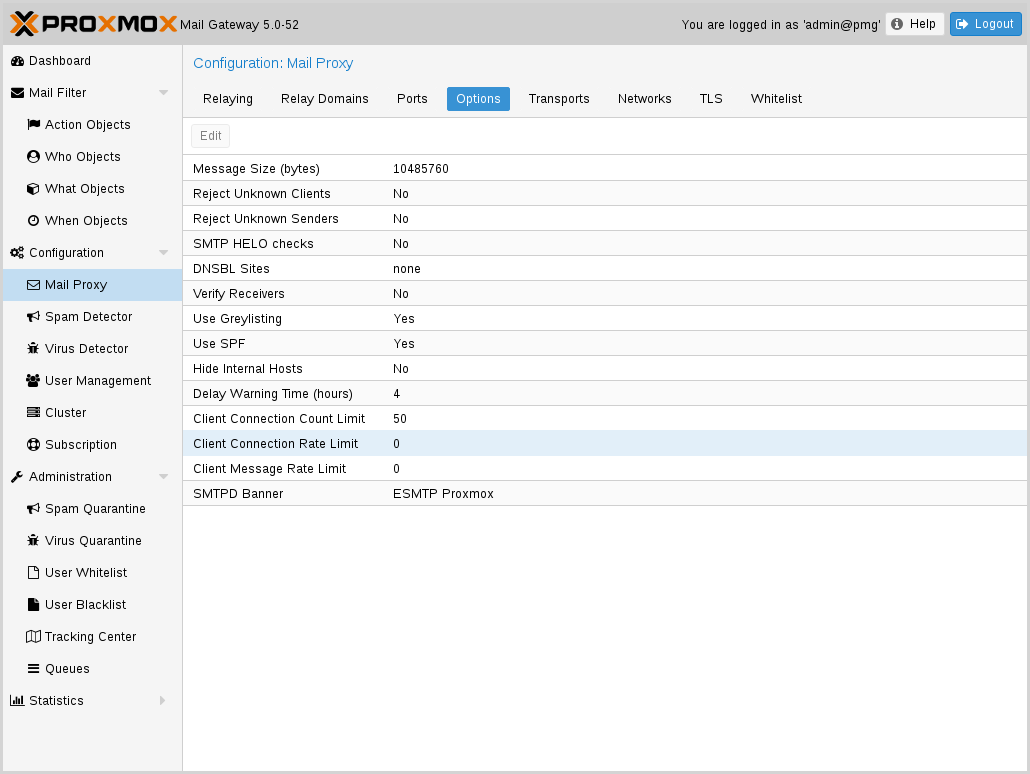 PROXMOX Mail Gateway 5.0-52 You are logged in as 'admin@pmg' Help Logout
Dashboard
Mail Filter
Action Objects
Who Objects
What Objects
When Objects
Configuration
Mail Proxy
Spam Detector
Virus Detector
User Management
Cluster
Subscription
Administration
Spam Quarantine
Virus Quarantine
User Whitelist
User Blacklist
Tracking Center
Queues
Statistics
Configuration: Mail Proxy
Relaying Relay Domains Ports Options Transports Networks TLS Whitelist
Edit
Message Size (bytes) 10485760
Reject Unknown Clients No
Reject Unknown Senders No
SMTP HELO checks No
DNSBL Sites none
Verify Receivers No
Use Greylisting Yes
Use SPF Yes
Hide Internal Hosts No
Delay Warning Time (hours) 4
Client Connection Count Limit 50
Client Connection Rate Limit 0
Client Message Rate Limit 0
SMTPD Banner ESMTP Proxmox